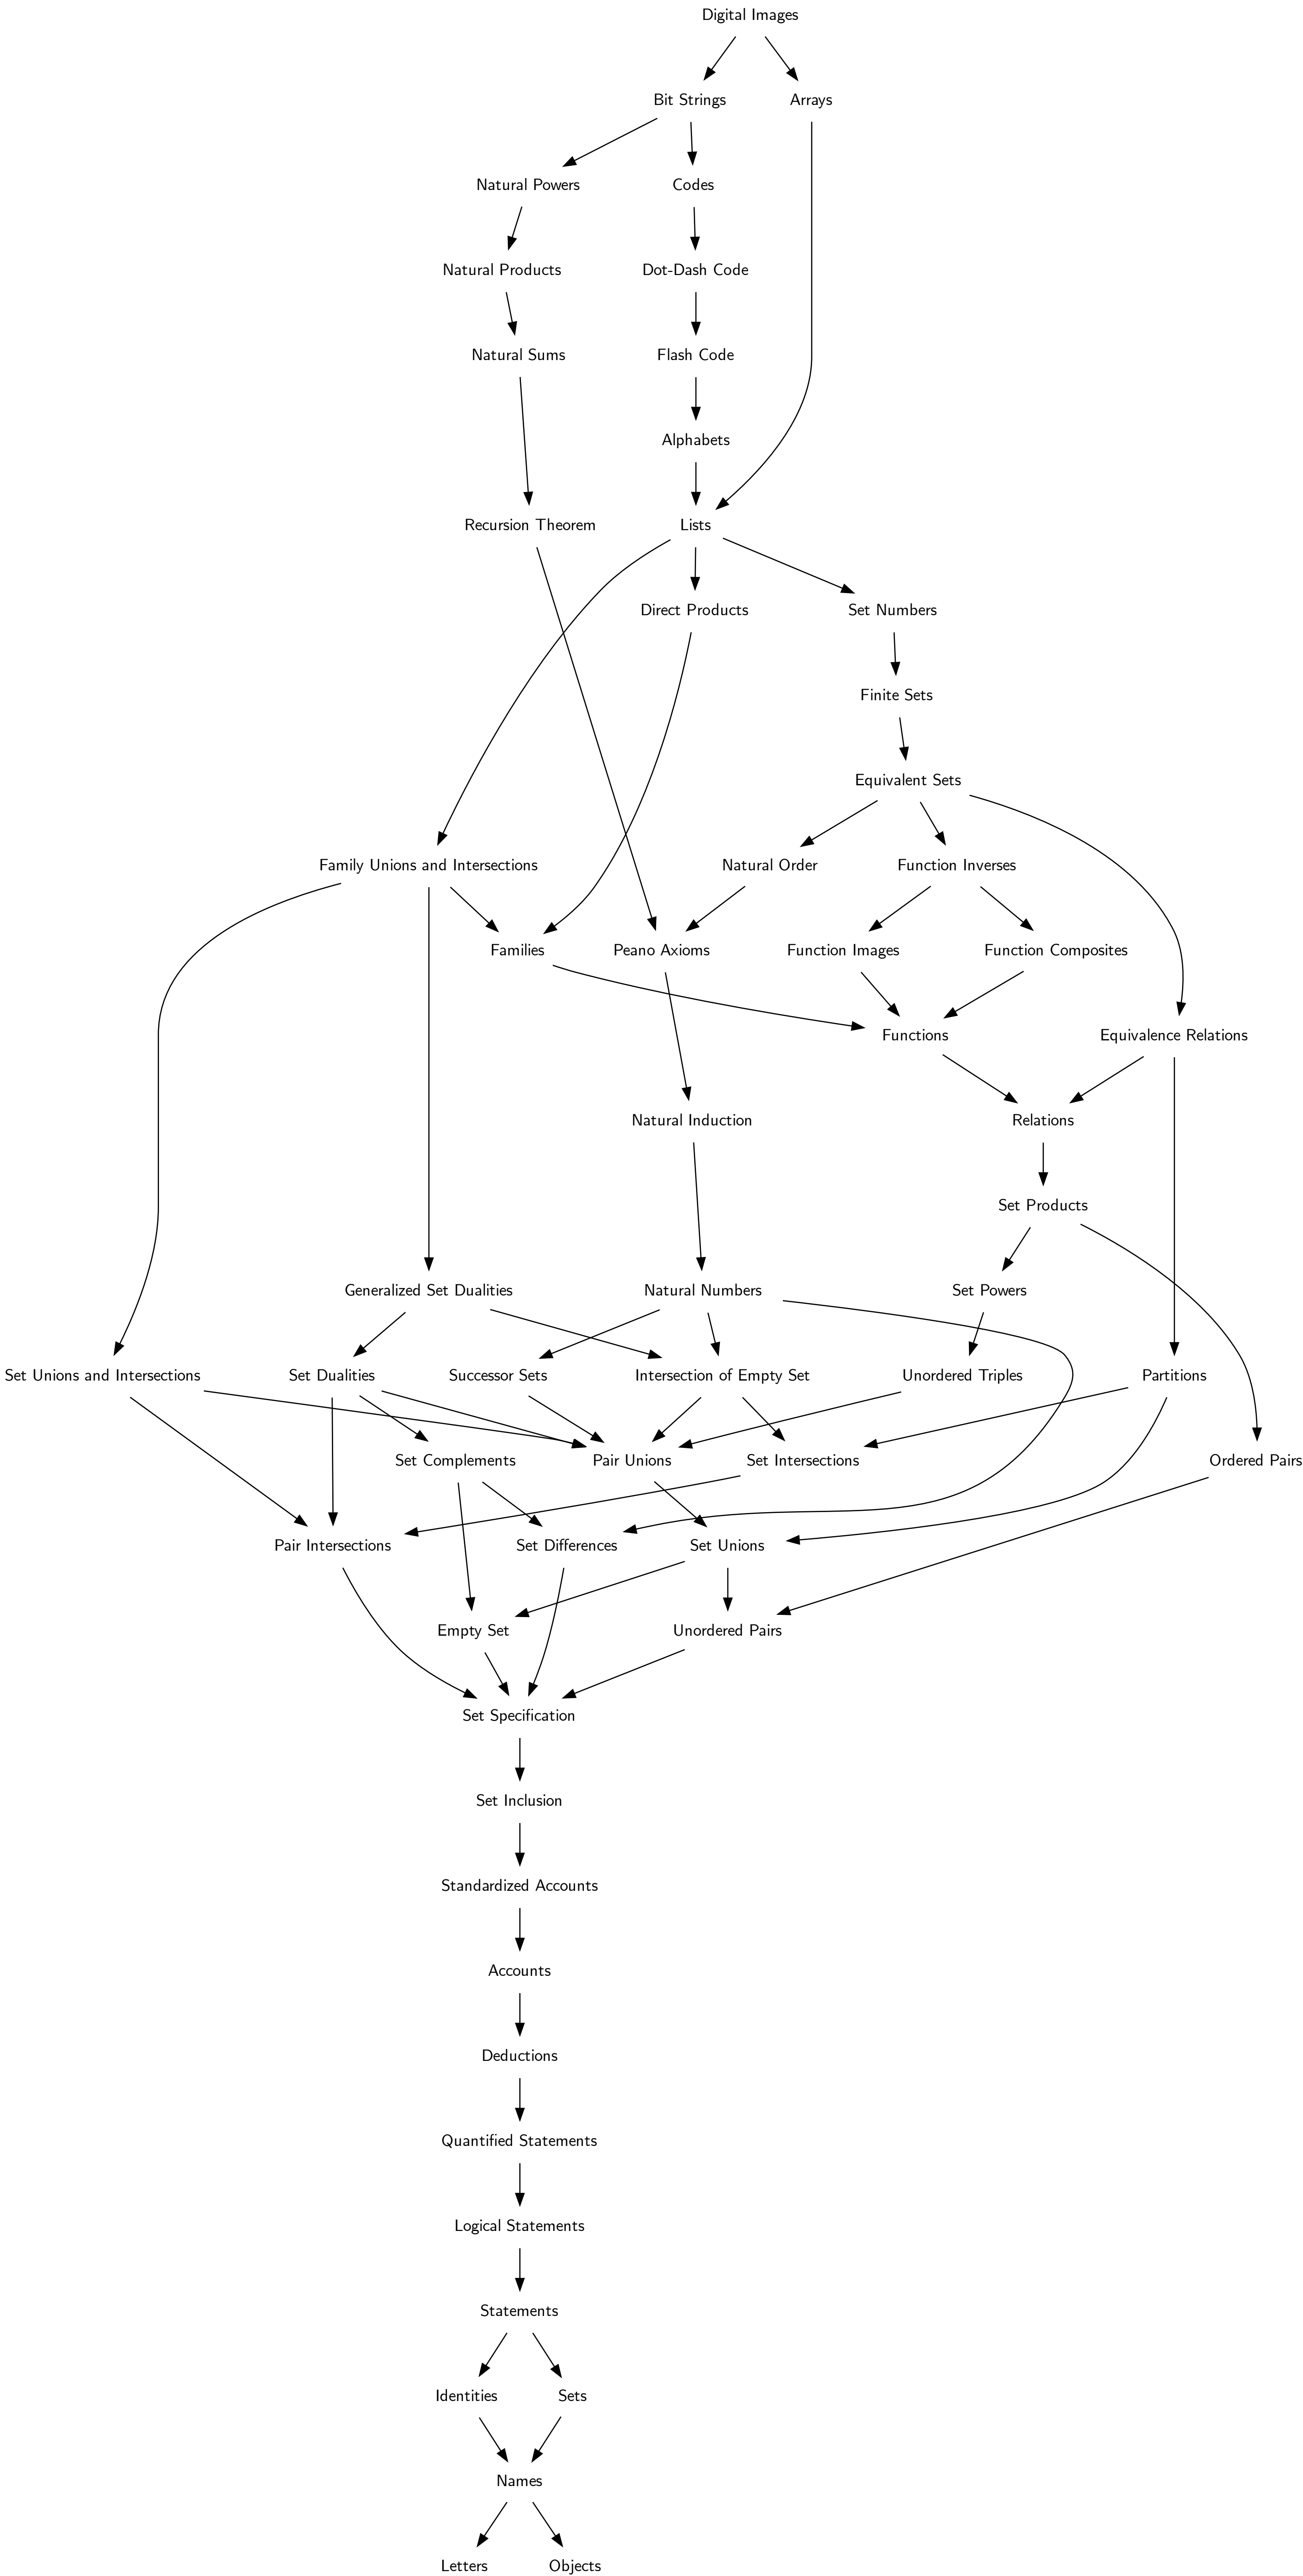 Digital Images
Bit Strings
Arrays
Natural Powers
Codes
Natural Products
Dot-Dash Code
Natural Sums
Flash Code
Alphabets
Recursion Theorem
Lists
Direct Products
Set Numbers
Finite Sets
Equivalent Sets
Family Unions and Intersections
Natural Order
Function Inverses
Families
Peano Axioms
Function Images
Function Composites
Functions
Equivalence Relations
Natural Induction
Relations
Set Products
Generalized Set Dualities
Natural Numbers
Set Powers
Set Unions and Intersections
Set Dualities
Successor Sets
Intersection of Empty Set
Unordered Triples
Partitions
Set Complements
Pair Unions
Set Intersections
Ordered Pairs
Pair Intersections
Set Differences
Set Unions
Empty Set
Unordered Pairs
Set Specification
Set Inclusion
Standardized Accounts
Accounts
Deductions
Quantified Statements
Logical Statements
Statements
Identities
Sets
Names
Letters
Objects